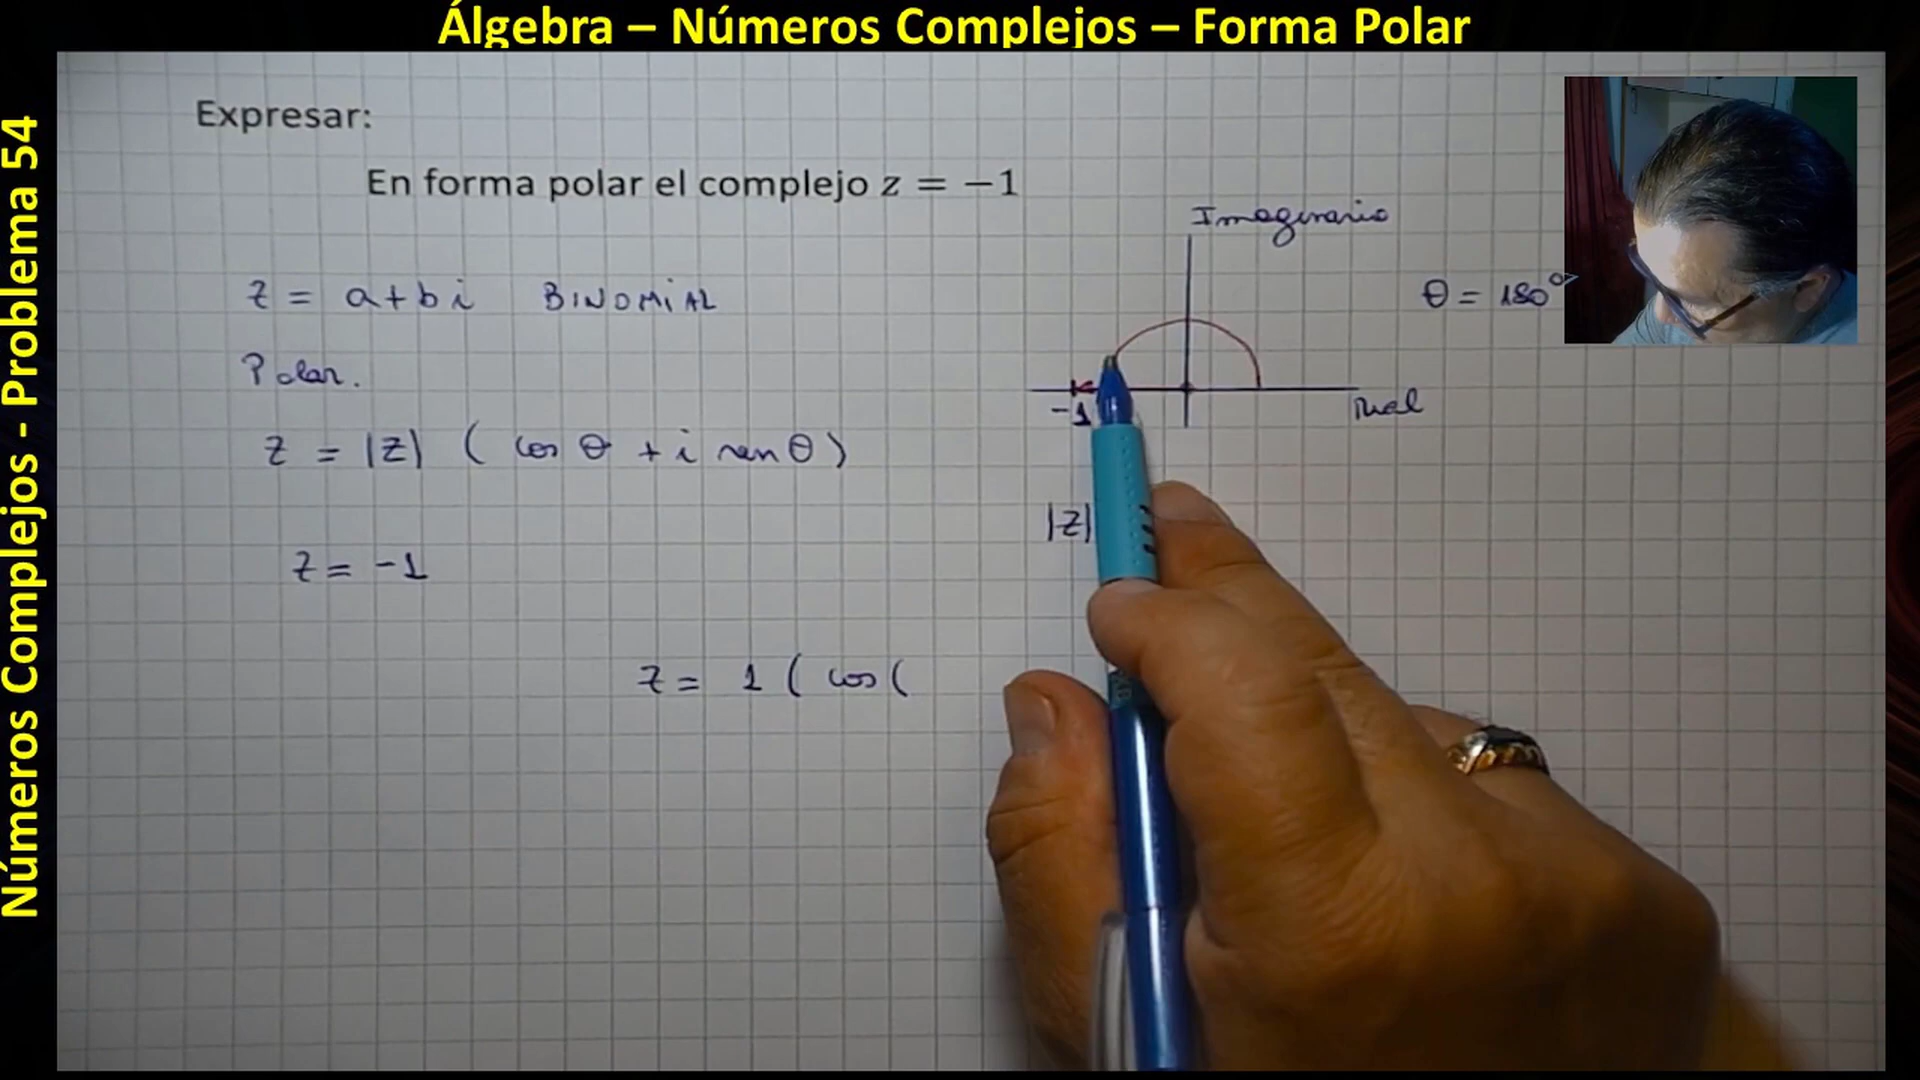 Álgebra – Números Complejos – Forma Polar
Números Complejos - Problema 54
Expresar:
En forma polar el complejo z = −1
Imaginario
z = a+bi BINOMiAL
θ = 180°
Polar.
-1
Real
z = |z| ( cos θ + i sen θ )
|z|
z = -1
z = 1 ( cos (